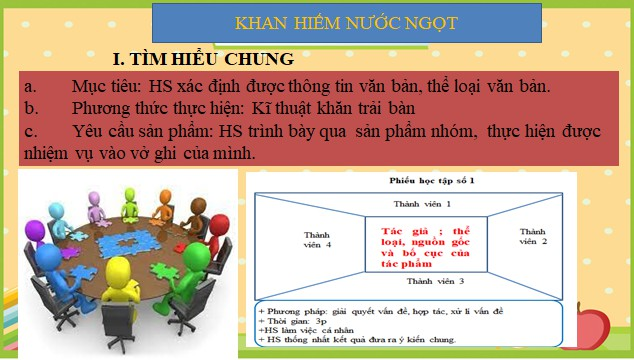 KHAN HIẾM NƯỚC NGỌT
I. TÌM HIỂU CHUNG
a. Mục tiêu: HS xác định được thông tin văn bản, thể loại văn bản.
b. Phương thức thực hiện: Kĩ thuật khăn trải bàn
c. Yêu cầu sản phẩm: HS trình bày qua sản phẩm nhóm, thực hiện được
nhiệm vụ vào vở ghi của mình.
Phiếu học tập số 1
Thành viên 1
Thành
viên 4
Tác giả ; thể
loại, nguồn gốc
và bố cục của
tác phẩm
Thành
viên 2
Thành viên 3
+ Phương pháp: giải quyết vấn đề, hợp tác, xử lí vấn đề
+ Thời gian: 3p
+HS làm việc cá nhân
+ HS thống nhất kết quả đưa ra ý kiến chung.